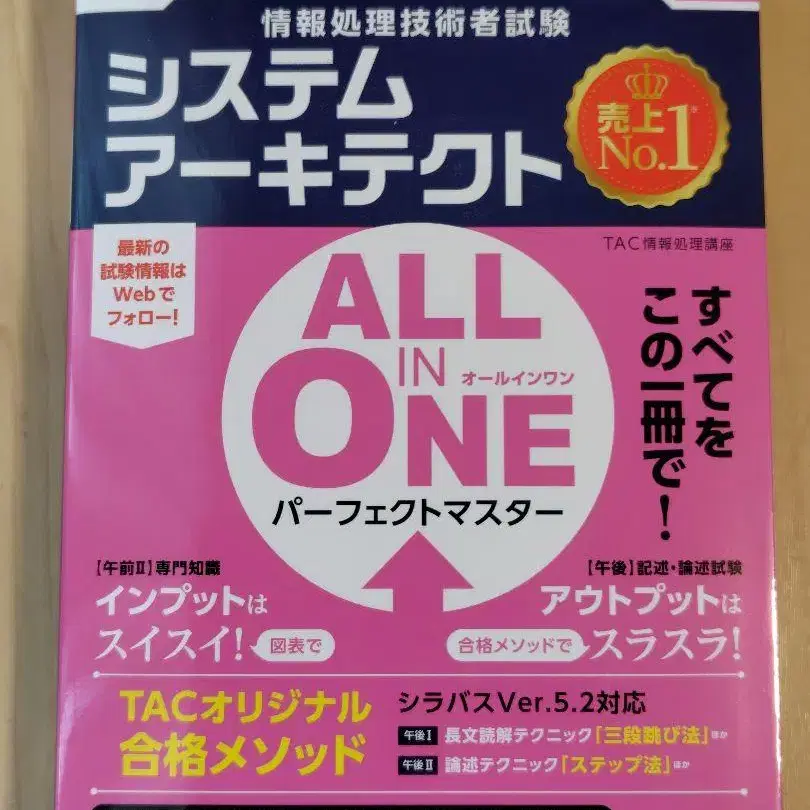 情報処理技術者試験
システム
アーキテクト
売上
No.1※
TAC情報処理講座
最新の
試験情報は
Webで
フォロー!
ALL
IN
オールインワン
ONE
パーフェクトマスター
すべてを
この一冊で!
【午前Ⅱ】専門知識
インプットは
スイスイ! 図表で
【午後】記述・論述試験
アウトプットは
合格メソッドで スラスラ!
TACオリジナル
合格メソッド
シラバスVer.5.2対応
午後Ⅰ 長文読解テクニック「三段跳び法」ほか
午後Ⅱ 論述テクニック「ステップ法」ほか